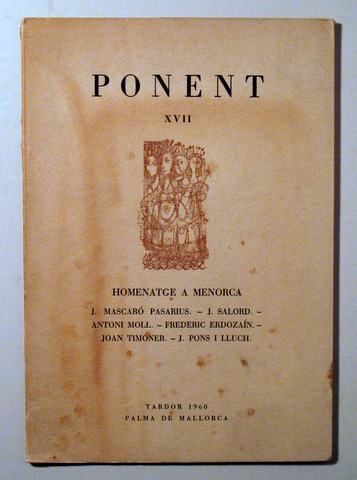 PONENT
XVII
HOMENATGE A MENORCA
J. MASCARÓ PASARIUS. – J. SALORD. –
ANTONI MOLL. – FREDERIC ERDOZAÍN. –
JOAN TIMONER. – J. PONS I LLUCH.
TARDOR 1960
PALMA DE MALLORCA